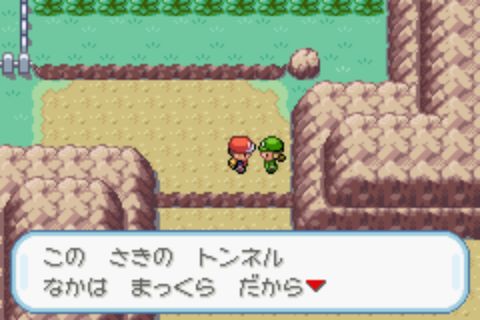 この　さきの　トンネル
なかは　まっくら　だから